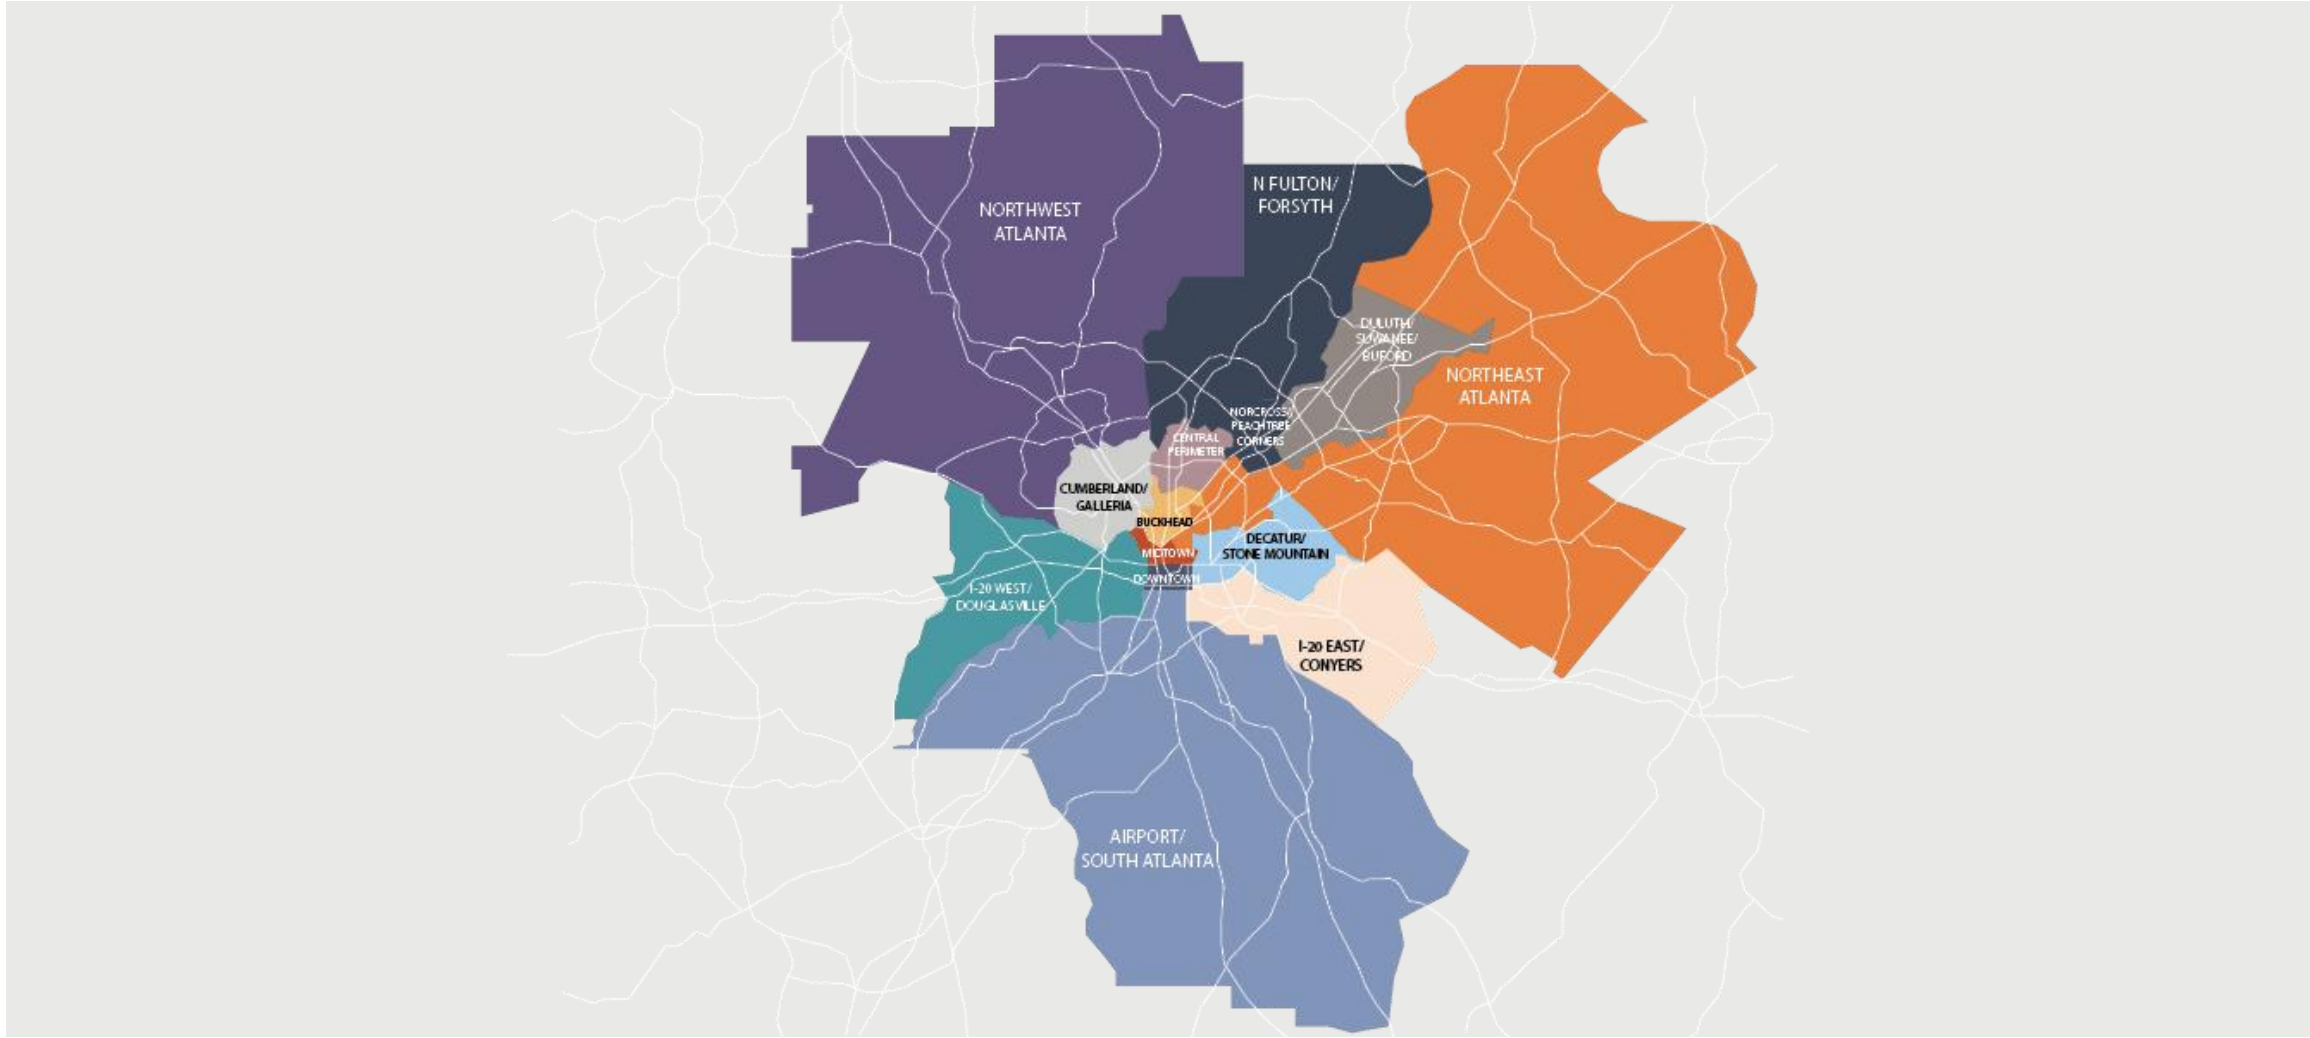 N FULTON/
FORSYTH
NORTHWEST
ATLANTA
DULUTH/
SUWANEE/
BUFORD
NORTHEAST
ATLANTA
NORCROSS/
PEACHTREE
CORNERS
CENTRAL
PERIMETER
CUMBERLAND/
GALLERIA
BUCKHEAD
DECATUR/
STONE MOUNTAIN
MIDTOWN
DOWNTOWN
I-20 WEST/
DOUGLASVILLE
I-20 EAST/
CONYERS
AIRPORT/
SOUTH ATLANTA